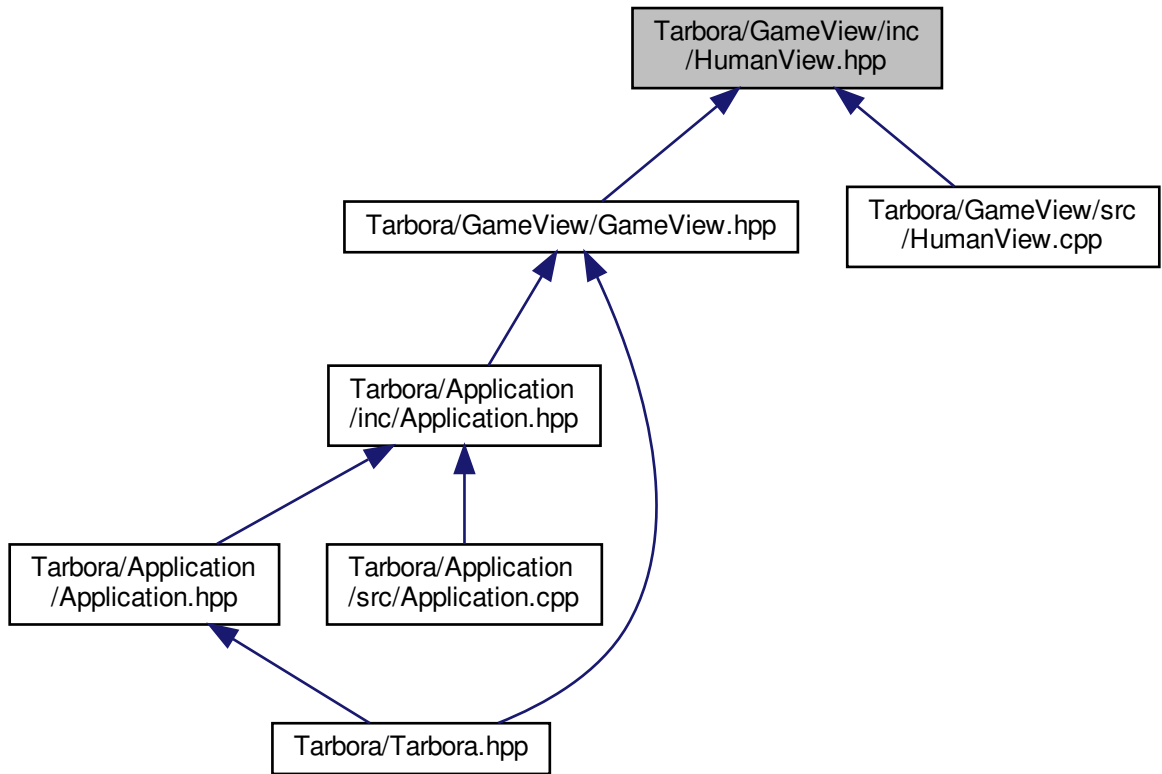 Tarbora/GameView/inc
/HumanView.hpp
Tarbora/GameView/GameView.hpp
Tarbora/GameView/src
/HumanView.cpp
Tarbora/Application
/inc/Application.hpp
Tarbora/Application
/Application.hpp
Tarbora/Application
/src/Application.cpp
Tarbora/Tarbora.hpp